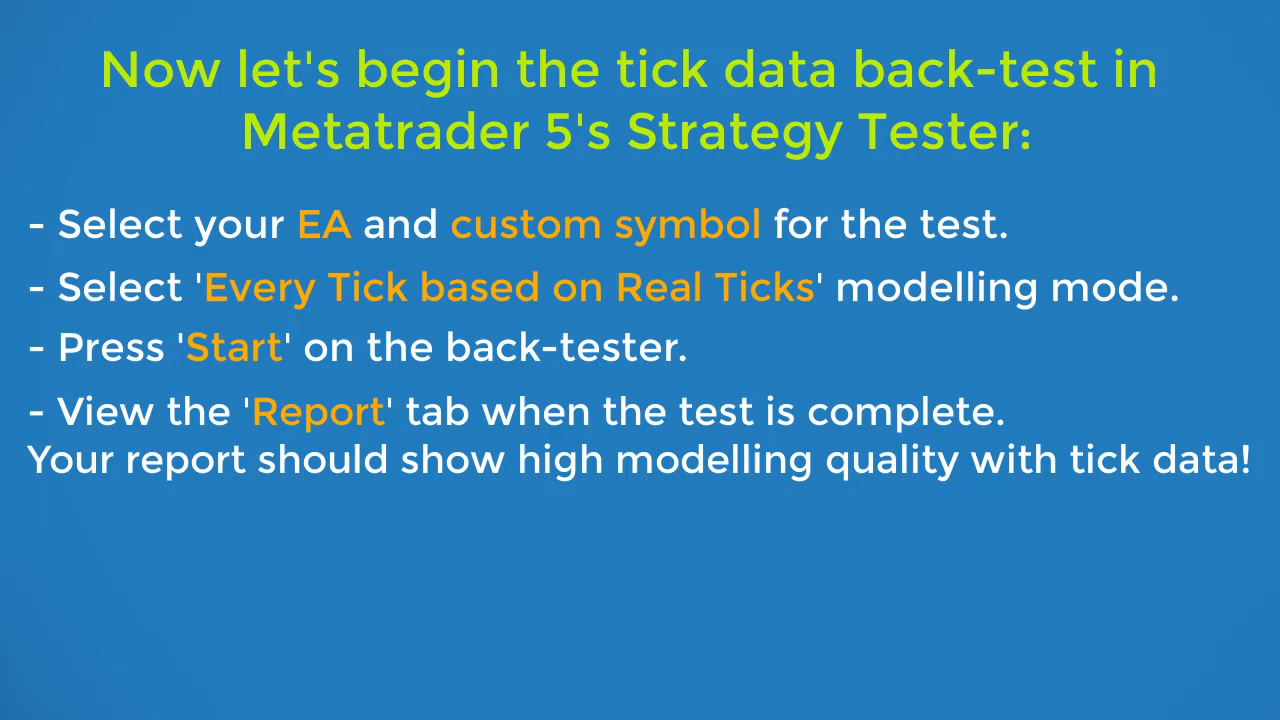 Now let's begin the tick data back-test in
Metatrader 5's Strategy Tester:
- Select your EA and custom symbol for the test.
- Select 'Every Tick based on Real Ticks' modelling mode.
- Press 'Start' on the back-tester.
- View the 'Report' tab when the test is complete.
Your report should show high modelling quality with tick data!